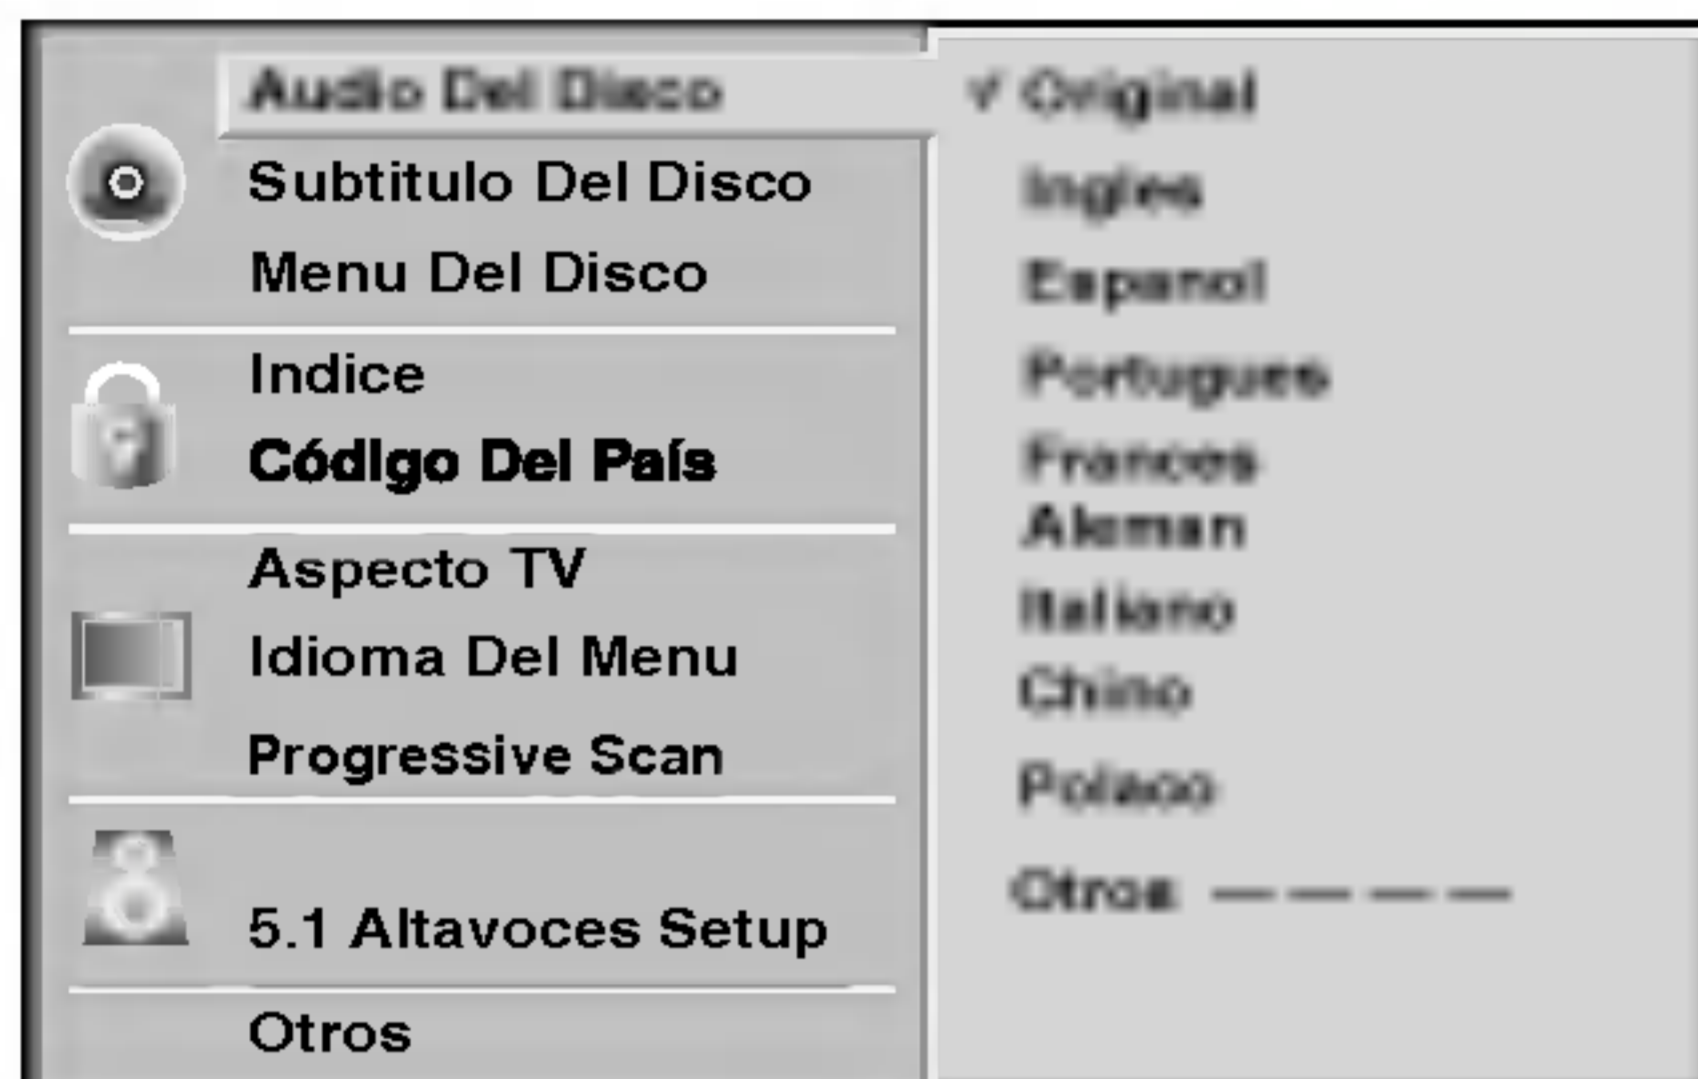 Audio Del Disco
Subtitulo Del Disco
Menu Del Disco
Indice
Código Del País
Aspecto TV
Idioma Del Menu
Progressive Scan
5.1 Altavoces Setup
Otros
√ Original
Ingles
Espanol
Portugues
Frances
Aleman
Italiano
Chino
Polaco
Otros — — — —